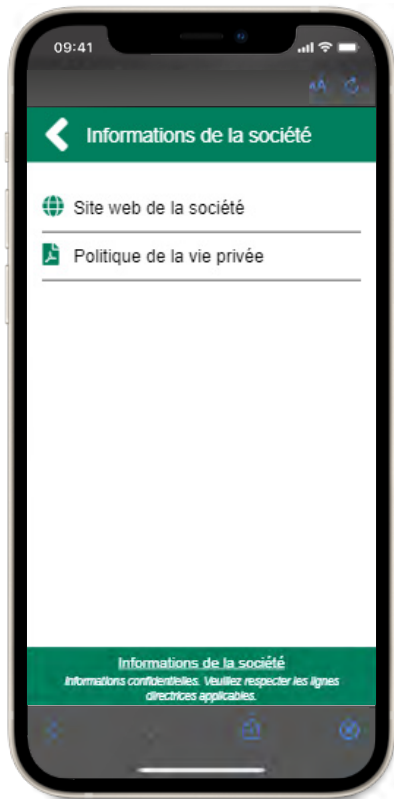 09:41
AA
Informations de la société
Site web de la société
Politique de la vie privée
Informations de la société
Informations confidentielles. Veuillez respecter les lignes
directrices applicables.